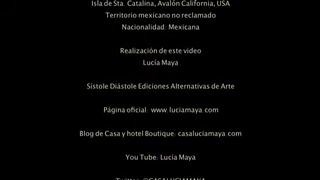 Isla de Sta. Catalina, Avalón California, USA
Territorio mexicano no reclamado
Nacionalidad: Mexicana
Realización de este video
Lucía Maya
Sístole Diástole Ediciones Alternativas de Arte
Página oficial: www.luciamaya.com
Blog de Casa y hotel Boutique: casaluciamaya.com
You Tube: Lucía Maya
Twitter: @CASALUCIAMAYA